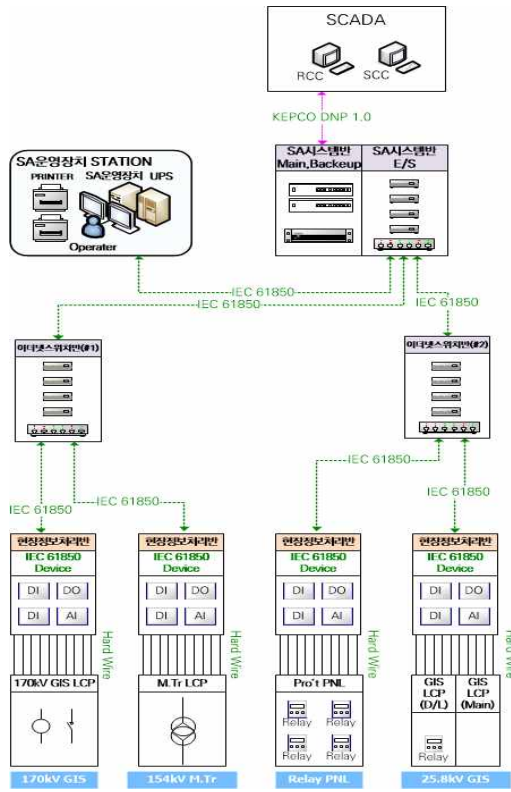 SCADA
RCC
SCC
KEPCO DNP 1.0
SA시스템반
Main,Backeup
SA시스템반
E/S
SA운영장치 STATION
PRINTER
SA운영장치
UPS
Operater
IEC 61850
IEC 61850
IEC 61850
이더넷스위치반(#1)
이더넷스위치반(#2)
IEC 61850
IEC 61850
IEC 61850
IEC 61850
현장정보처리반
IEC 61850
Device
DI
DO
DI
AI
Hard Wire
현장정보처리반
IEC 61850
Device
DI
DO
DI
AI
Hard Wire
현장정보처리반
IEC 61850
Device
DI
DO
DI
AI
Hard Wire
현장정보처리반
IEC 61850
Device
DI
DO
DI
AI
Hard Wire
170kV GIS LCP
M.Tr LCP
Pro't PNL
Relay
Relay
Relay
Relay
GIS
LCP
(D/L)
GIS
LCP
(Main)
Relay
170kV GIS
154kV M.Tr
Relay PNL
25.8kV GIS